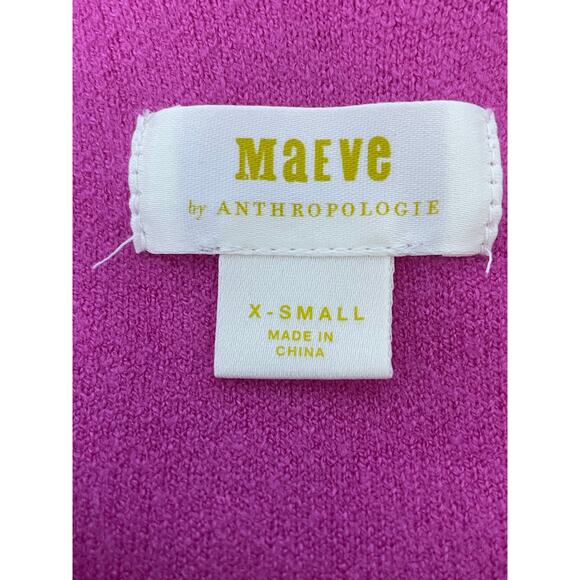 MaEVe
by ANTHROPOLOGIE
X-SMALL
MADE IN
CHINA